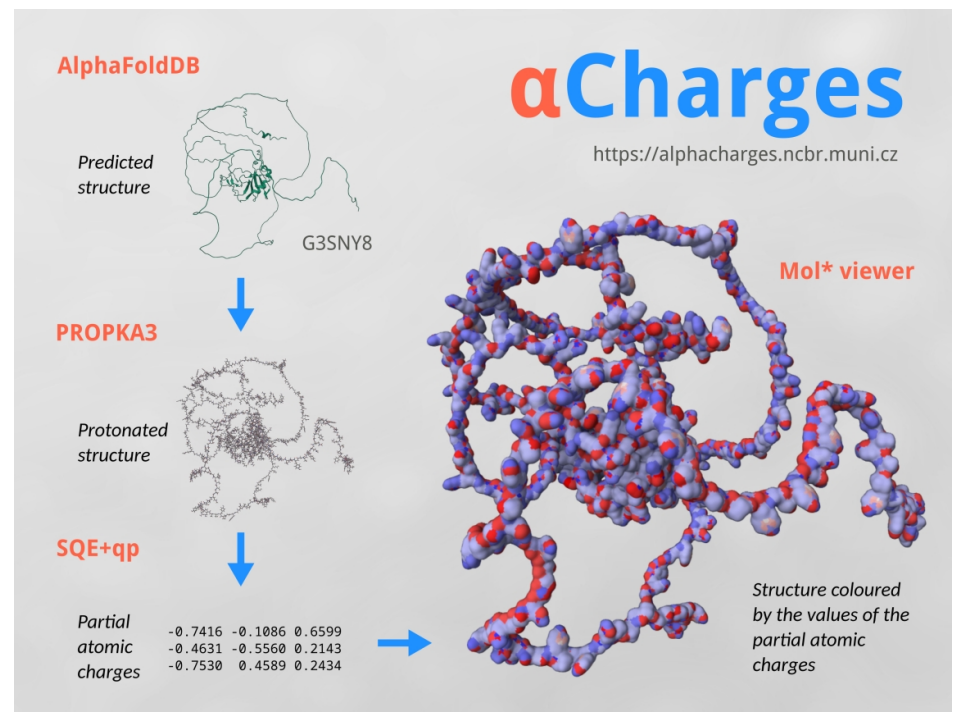 AlphaFoldDB
αCharges
https://alphacharges.ncbr.muni.cz
Predicted
structure
G3SNY8
Mol* viewer
PROPKA3
Protonated
structure
SQE+qp
Partial
atomic
charges
-0.7416 -0.1086 0.6599
-0.4631 -0.5560 0.2143
-0.7530 0.4589 0.2434
Structure coloured
by the values of the
partial atomic
charges